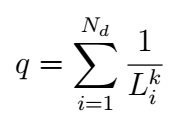 $q = \sum_{i=1}^{N_d} \frac{1}{L_i^k}$